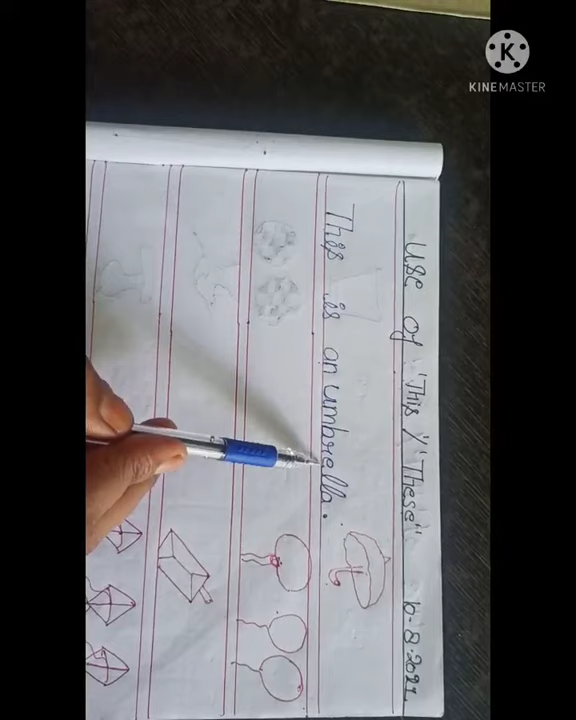 Use of 'This'/'These" 10-8.2021.
This is an umbrella.
K
KINEMASTER